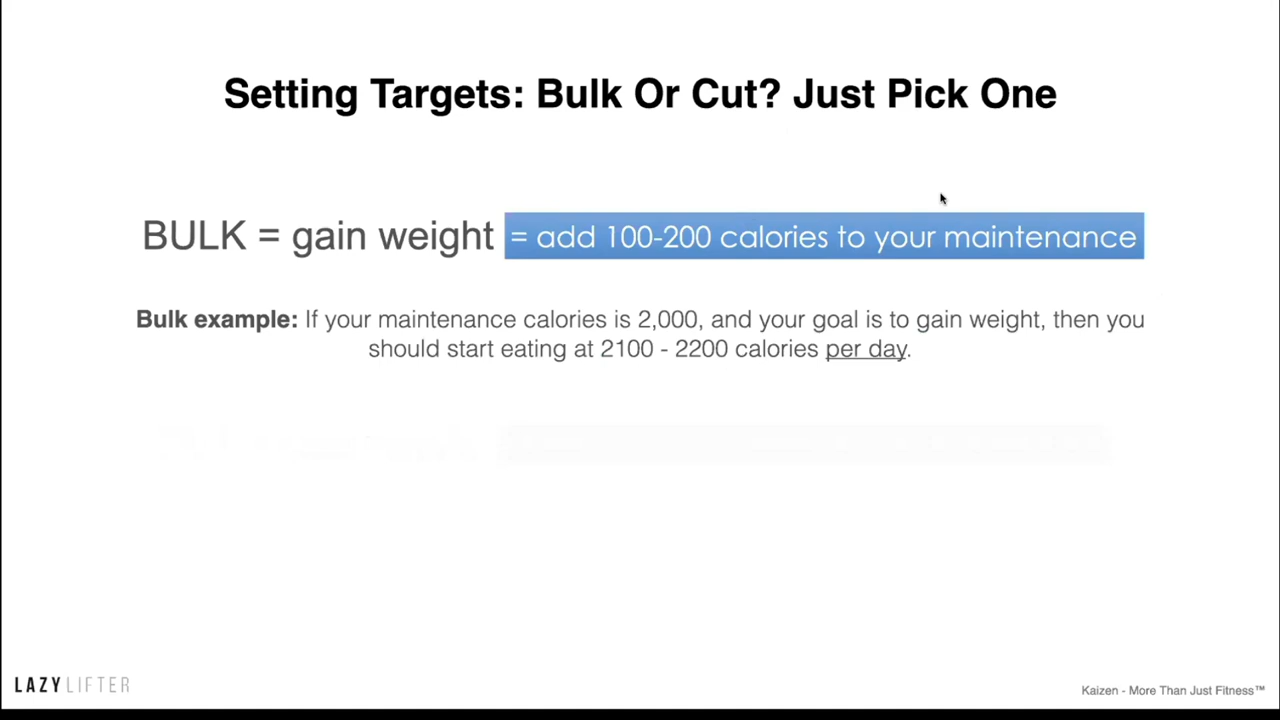 Setting Targets: Bulk Or Cut? Just Pick One
BULK = gain weight = add 100-200 calories to your maintenance
Bulk example: If your maintenance calories is 2,000, and your goal is to gain weight, then you
should start eating at 2100 - 2200 calories per day.
LAZYLIFTER
Kaizen - More Than Just Fitness™